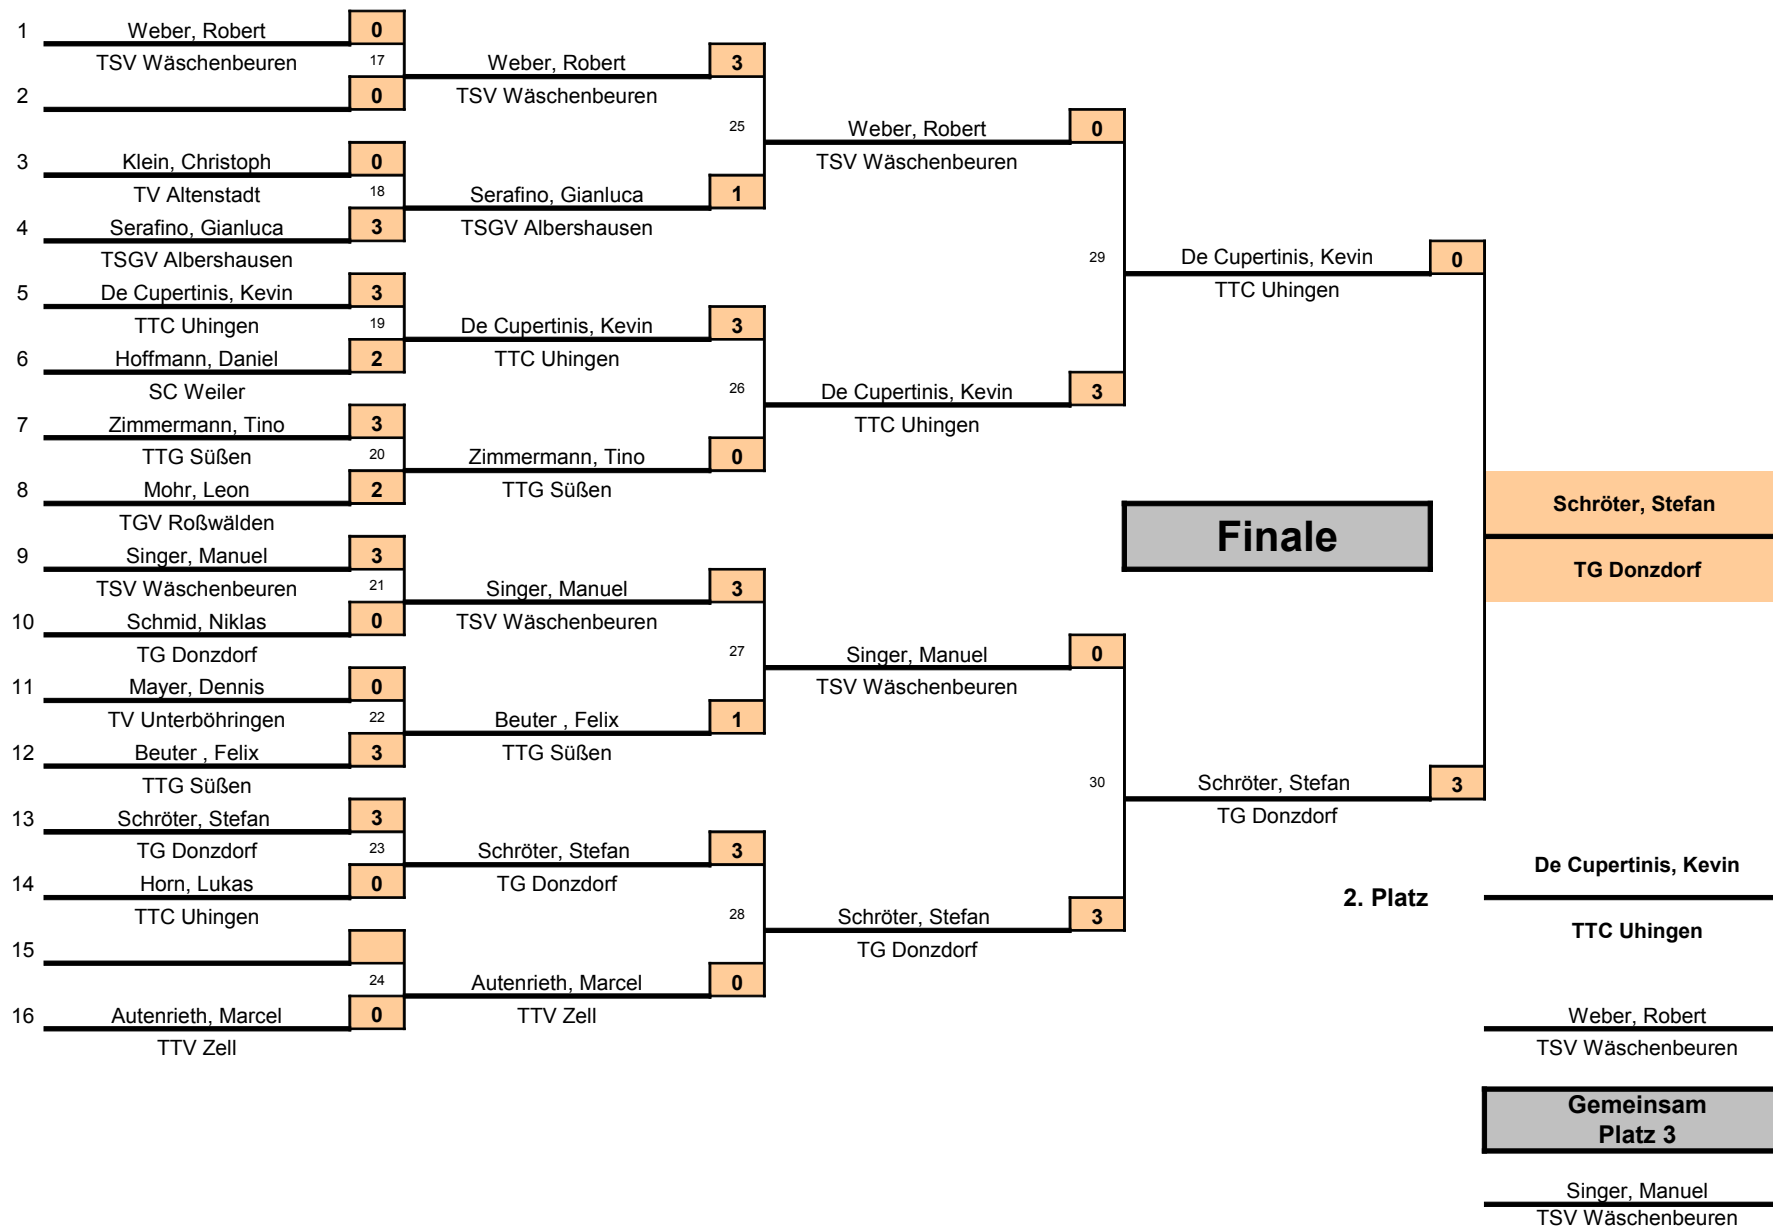 1 Weber, Robert 0
TSV Wäschenbeuren 17
2 0
3 Klein, Christoph 0
TV Altenstadt 18
4 Serafino, Gianluca 3
TSGV Albershausen
5 De Cupertinis, Kevin 3
TTC Uhingen 19
6 Hoffmann, Daniel 2
SC Weiler
7 Zimmermann, Tino 3
TTG Süßen 20
8 Mohr, Leon 2
TGV Roßwälden
9 Singer, Manuel 3
TSV Wäschenbeuren 21
10 Schmid, Niklas 0
TG Donzdorf
11 Mayer, Dennis 0
TV Unterböhringen 22
12 Beuter , Felix 3
TTG Süßen
13 Schröter, Stefan 3
TG Donzdorf 23
14 Horn, Lukas 0
TTC Uhingen
15
24
16 Autenrieth, Marcel 0
TTV Zell
Weber, Robert 3
TSV Wäschenbeuren
25
Serafino, Gianluca 1
TSGV Albershausen
De Cupertinis, Kevin 3
TTC Uhingen
26
Zimmermann, Tino 0
TTG Süßen
Singer, Manuel 3
TSV Wäschenbeuren
27
Beuter , Felix 1
TTG Süßen
Schröter, Stefan 3
TG Donzdorf
28
Autenrieth, Marcel 0
TTV Zell
Weber, Robert 0
TSV Wäschenbeuren
29
De Cupertinis, Kevin 3
TTC Uhingen
Singer, Manuel 0
TSV Wäschenbeuren
30
Schröter, Stefan 3
TG Donzdorf
De Cupertinis, Kevin 0
TTC Uhingen
Finale
Schröter, Stefan 3
TG Donzdorf
Schröter, Stefan
TG Donzdorf
2. Platz
De Cupertinis, Kevin
TTC Uhingen
Weber, Robert
TSV Wäschenbeuren
Gemeinsam
Platz 3
Singer, Manuel
TSV Wäschenbeuren